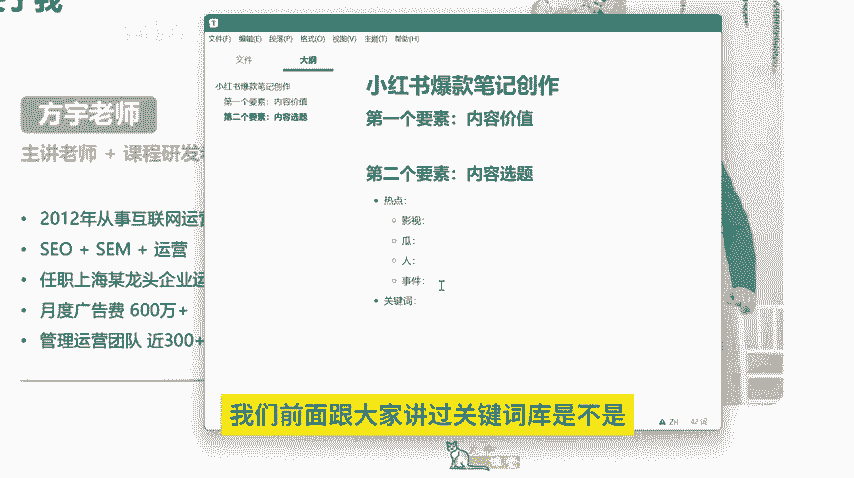 于我
方宇老师
主讲老师 + 课程研发
• 2012年从事互联网运营
• SEO + SEM + 运营
• 任职上海某龙头企业运
• 月度广告费 600万+
• 管理运营团队 近300+
文件(F) 编辑(E) 段落(P) 格式(O) 视图(V) 主题(T) 帮助(H)
文件 大纲
小红书爆款笔记创作
第一个要素：内容价值
第二个要素：内容选题
小红书爆款笔记创作
第一个要素：内容价值
第二个要素：内容选题
• 热点：
○ 影视：
○ 瓜：
○ 人：
○ 事件：
• 关键词：
ZH 42 词
我们前面跟大家讲过关键词库是不是